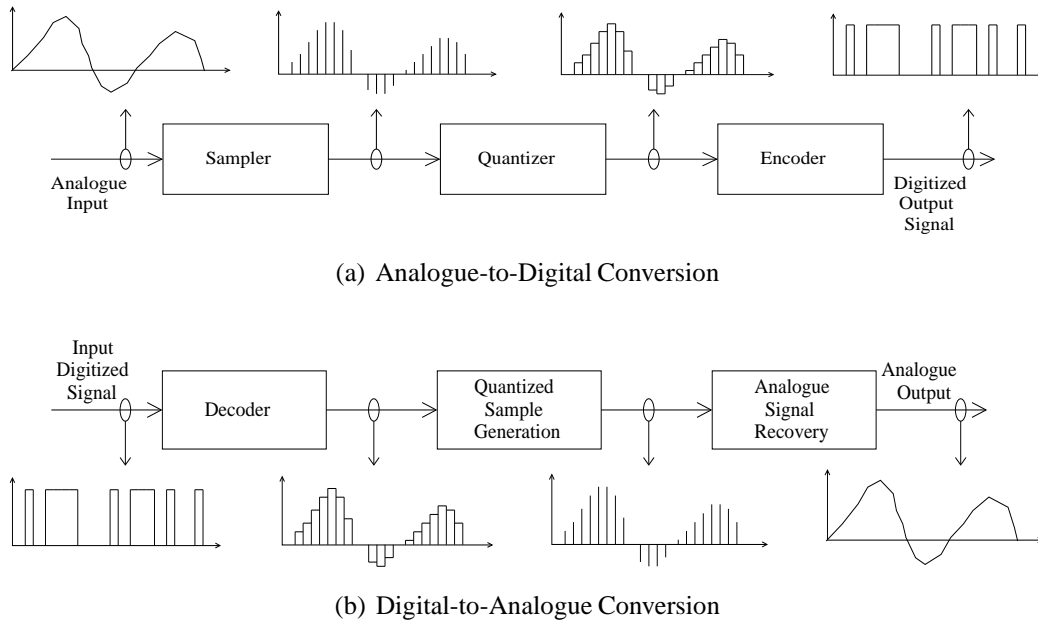 Sampler
Quantizer
Encoder
Analogue
Input
Digitized
Output
Signal
(a) Analogue-to-Digital Conversion
Input
Digitized
Signal
Decoder
Quantized
Sample
Generation
Analogue
Signal
Recovery
Analogue
Output
(b) Digital-to-Analogue Conversion